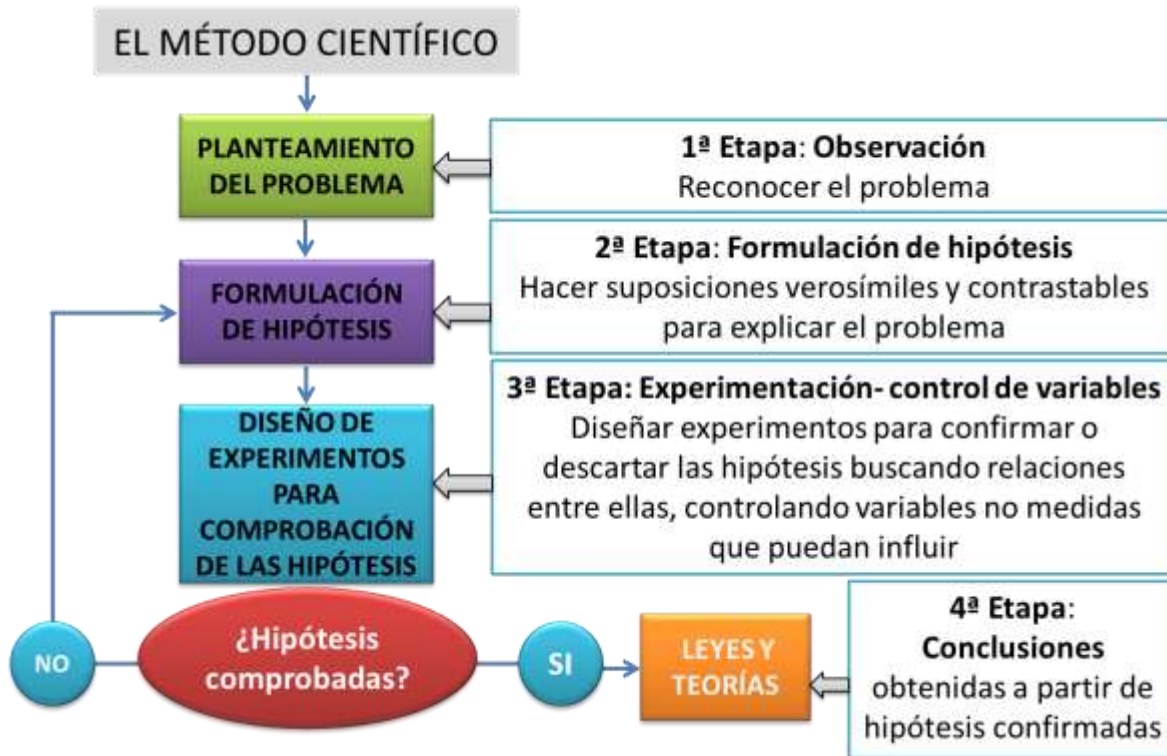 EL MÉTODO CIENTÍFICO
PLANTEAMIENTO
DEL PROBLEMA
1ª Etapa: Observación
Reconocer el problema
FORMULACIÓN
DE HIPÓTESIS
2ª Etapa: Formulación de hipótesis
Hacer suposiciones verosímiles y contrastables
para explicar el problema
DISEÑO DE
EXPERIMENTOS
PARA
COMPROBACIÓN
DE LAS HIPÓTESIS
3ª Etapa: Experimentación- control de variables
Diseñar experimentos para confirmar o
descartar las hipótesis buscando relaciones
entre ellas, controlando variables no medidas
que puedan influir
NO
¿Hipótesis
comprobadas?
SI
LEYES Y
TEORÍAS
4ª Etapa:
Conclusiones
obtenidas a partir de
hipótesis confirmadas